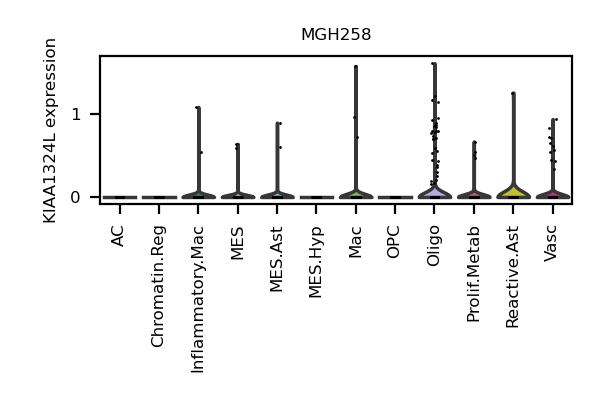 MGH258
KIAA1324L expression
1
0
AC
Chromatin.Reg
Inflammatory.Mac
MES
MES.Ast
MES.Hyp
Mac
OPC
Oligo
Prolif.Metab
Reactive.Ast
Vasc